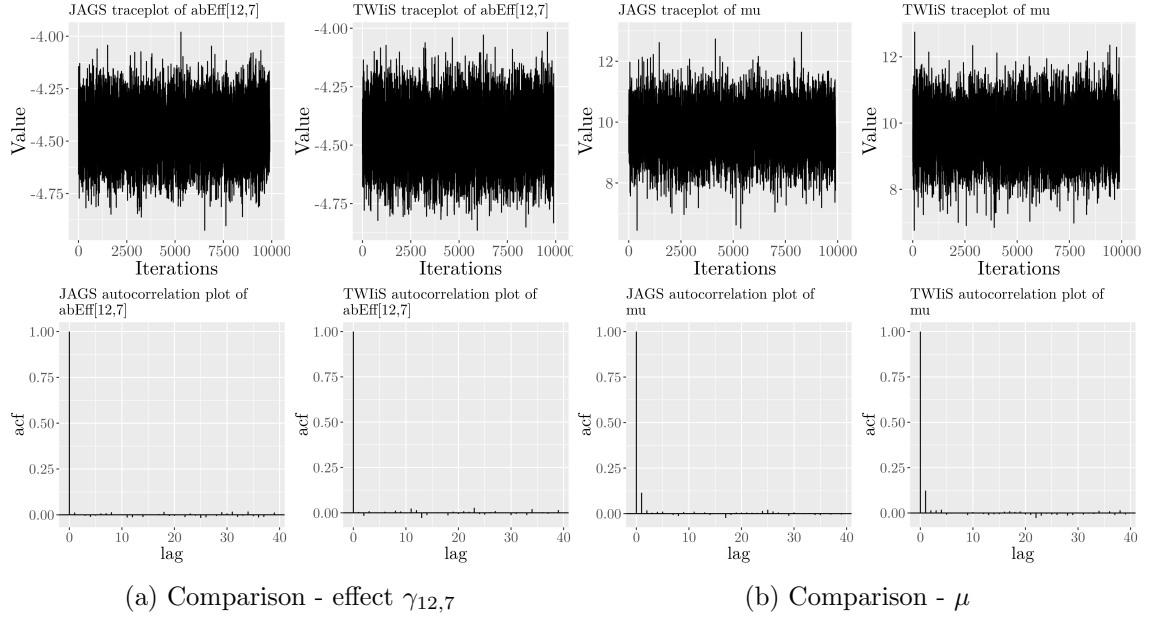 JAGS traceplot of abEff[12,7]
-4.00
-4.25
-4.50
-4.75
Value
0 2500 5000 7500 10000
Iterations
TWIiS traceplot of abEff[12,7]
-4.00
-4.25
-4.50
-4.75
Value
0 2500 5000 7500 10000
Iterations
JAGS traceplot of mu
12
10
8
Value
0 2500 5000 7500 10000
Iterations
TWIiS traceplot of mu
12
10
8
Value
0 2500 5000 7500 10000
Iterations
JAGS autocorrelation plot of
abEff[12,7]
1.00
0.75
0.50
0.25
0.00
acf
0 10 20 30 40
lag
TWIiS autocorrelation plot of
abEff[12,7]
1.00
0.75
0.50
0.25
0.00
acf
0 10 20 30 40
lag
JAGS autocorrelation plot of
mu
1.00
0.75
0.50
0.25
0.00
acf
0 10 20 30 40
lag
TWIiS autocorrelation plot of
mu
1.00
0.75
0.50
0.25
0.00
acf
0 10 20 30 40
lag
(a) Comparison - effect γ12,7
(b) Comparison - μ